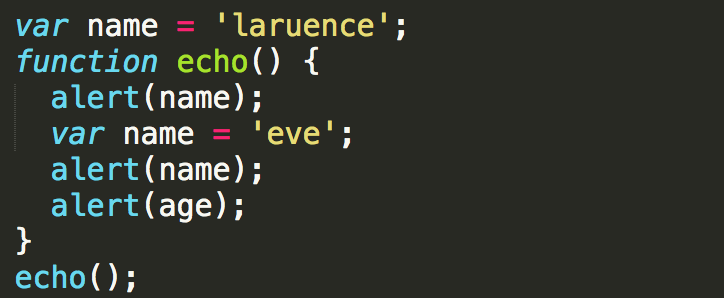 var name = 'laruence';
function echo() {
  alert(name);
  var name = 'eve';
  alert(name);
  alert(age);
}
echo();